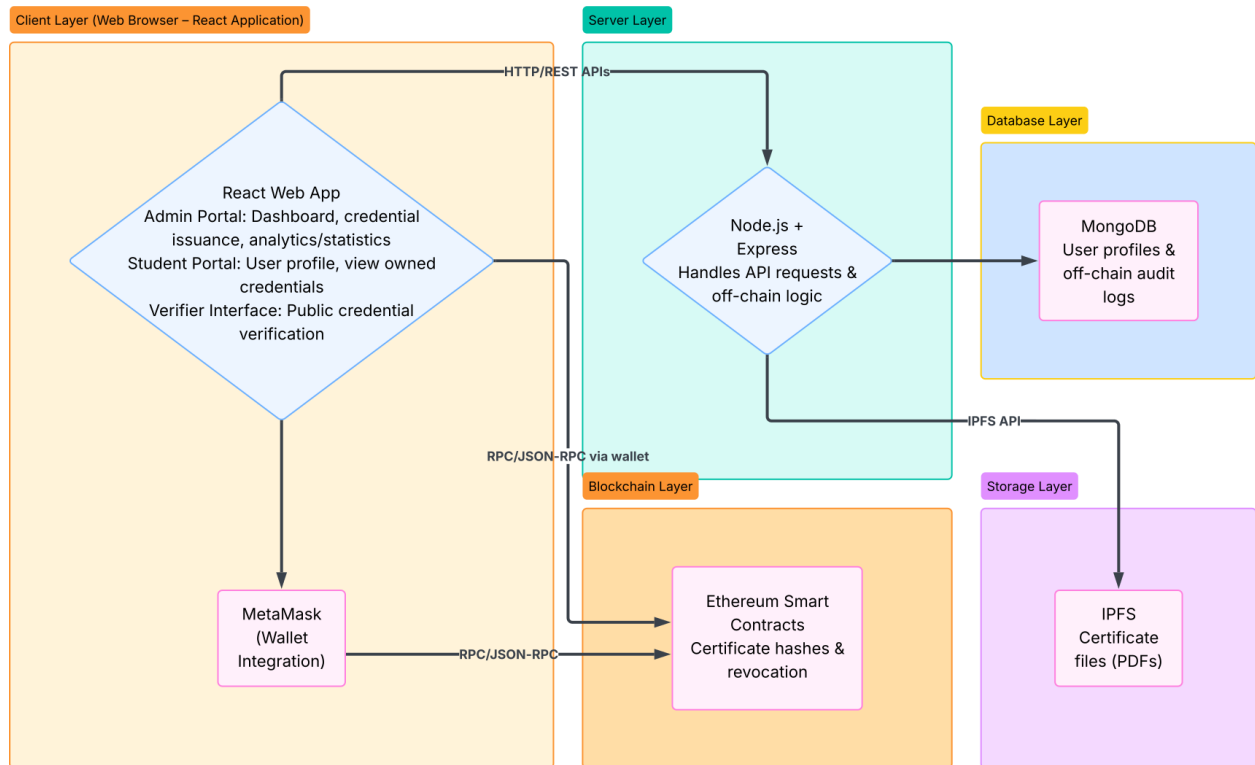 Client Layer (Web Browser – React Application)
Server Layer
HTTP/REST APIs
Database Layer
React Web App
Admin Portal: Dashboard, credential
issuance, analytics/statistics
Student Portal: User profile, view owned
credentials
Verifier Interface: Public credential
verification
Node.js +
Express
Handles API requests &
off-chain logic
MongoDB
User profiles &
off-chain audit
logs
IPFS API
RPC/JSON-RPC via wallet
Blockchain Layer
Storage Layer
MetaMask
(Wallet
Integration)
RPC/JSON-RPC
Ethereum Smart
Contracts
Certificate hashes &
revocation
IPFS
Certificate
files (PDFs)